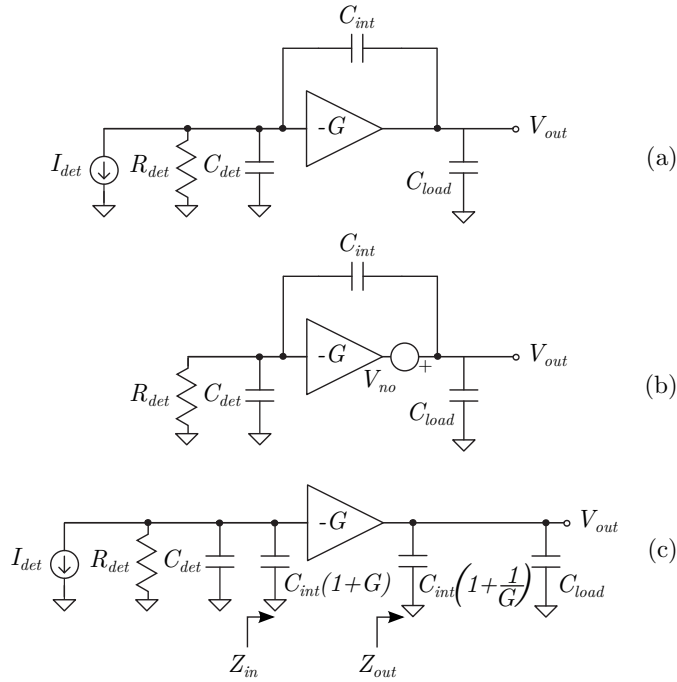 C_int
-G
V_out
I_det
R_det
C_det
C_load
(a)
C_int
-G
V_no
+
V_out
R_det
C_det
C_load
(b)
-G
V_out
I_det
R_det
C_det
C_int(1+G)
C_int(1+1/G)
C_load
(c)
Z_in
Z_out